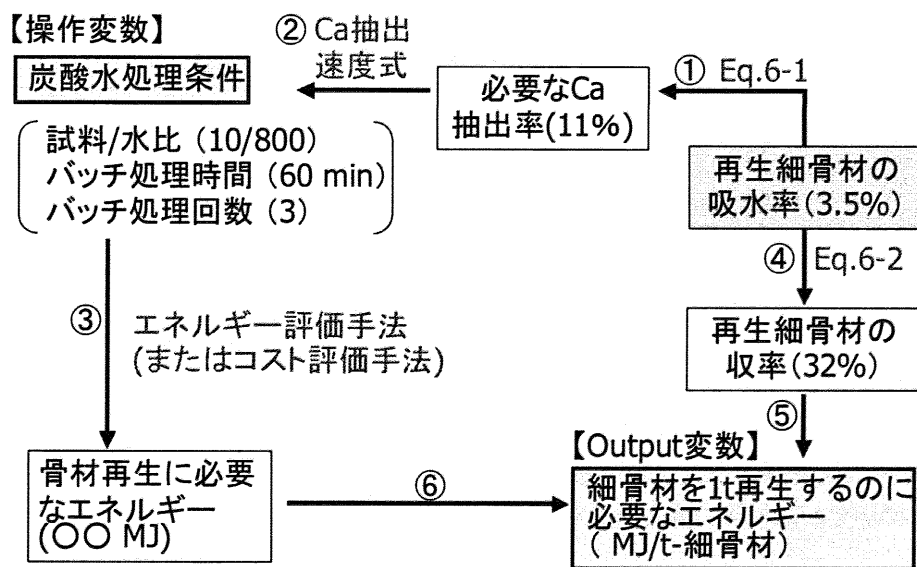 【操作変数】
炭酸水処理条件
試料/水比（10/800）
バッチ処理時間（60 min）
バッチ処理回数（3）
② Ca抽出
速度式
必要なCa
抽出率(11%)
① Eq.6-1
再生細骨材の
吸水率(3.5%)
④ Eq.6-2
再生細骨材の
収率(32%)
⑤
③
エネルギー評価手法
(またはコスト評価手法)
骨材再生に必要
なエネルギー
(〇〇 MJ)
⑥
【Output変数】
細骨材を1t再生するのに
必要なエネルギー
（ MJ/t-細骨材）